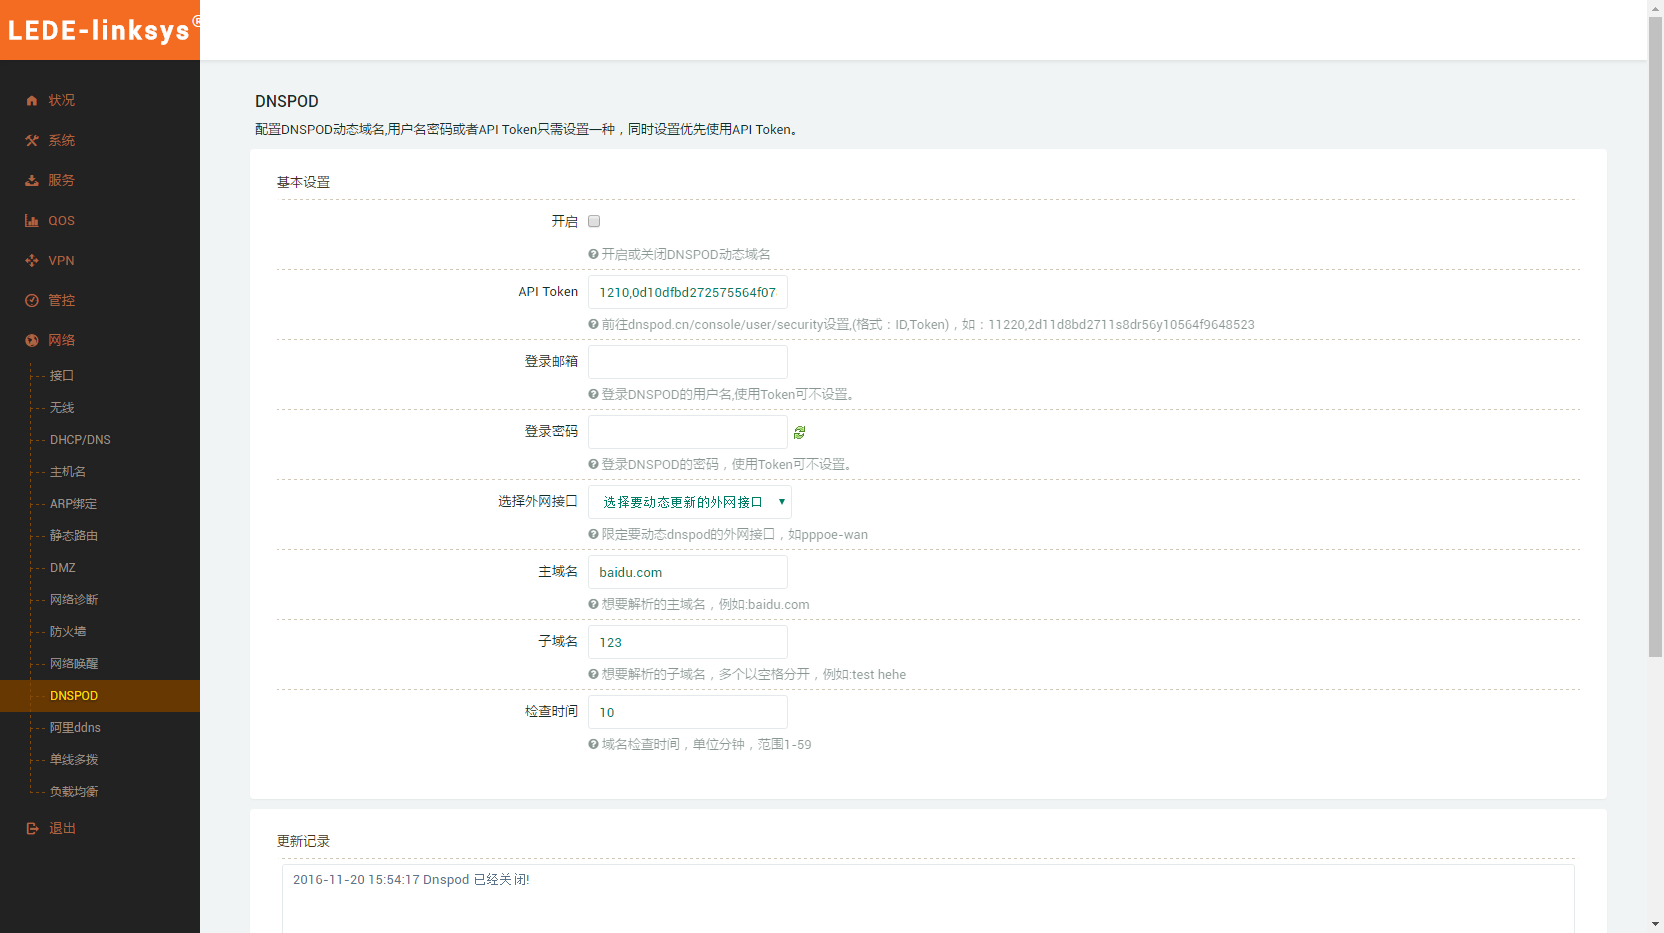 LEDE-linksys®
状况
系统
服务
QOS
VPN
管控
网络
接口
无线
DHCP/DNS
主机名
ARP绑定
静态路由
DMZ
网络诊断
防火墙
网络唤醒
DNSPOD
阿里ddns
单线多拨
负载均衡
退出
DNSPOD
配置DNSPOD动态域名,用户名密码或者API Token只需设置一种，同时设置优先使用API Token。
基本设置
开启
开启或关闭DNSPOD动态域名
API Token 1210,0d10dfbd272575564f07
前往dnspod.cn/console/user/security设置,(格式：ID,Token)，如：11220,2d11d8bd2711s8dr56y10564f9648523
登录邮箱
登录DNSPOD的用户名,使用Token可不设置。
登录密码
登录DNSPOD的密码，使用Token可不设置。
选择外网接口 选择要动态更新的外网接口
限定要动态dnspod的外网接口，如pppoe-wan
主域名 baidu.com
想要解析的主域名，例如:baidu.com
子域名 123
想要解析的子域名，多个以空格分开，例如:test hehe
检查时间 10
域名检查时间，单位分钟，范围1-59
更新记录
2016-11-20 15:54:17 Dnspod 已经关闭!